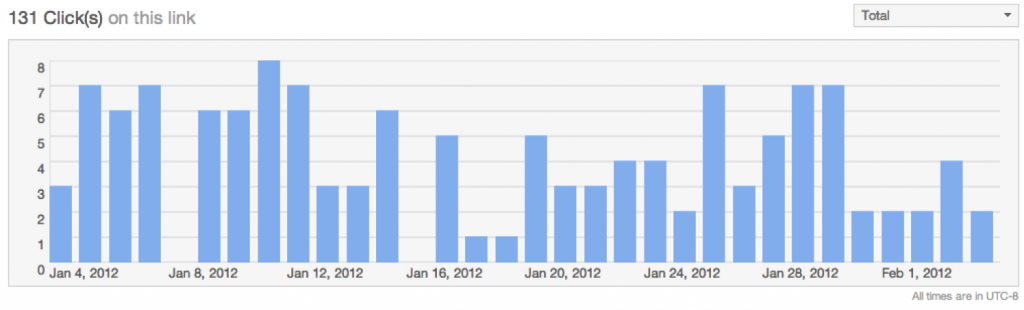 131 Click(s) on this link
Total
8
7
6
5
4
3
2
1
0
Jan 4, 2012 Jan 8, 2012 Jan 12, 2012 Jan 16, 2012 Jan 20, 2012 Jan 24, 2012 Jan 28, 2012 Feb 1, 2012
All times are in UTC-8